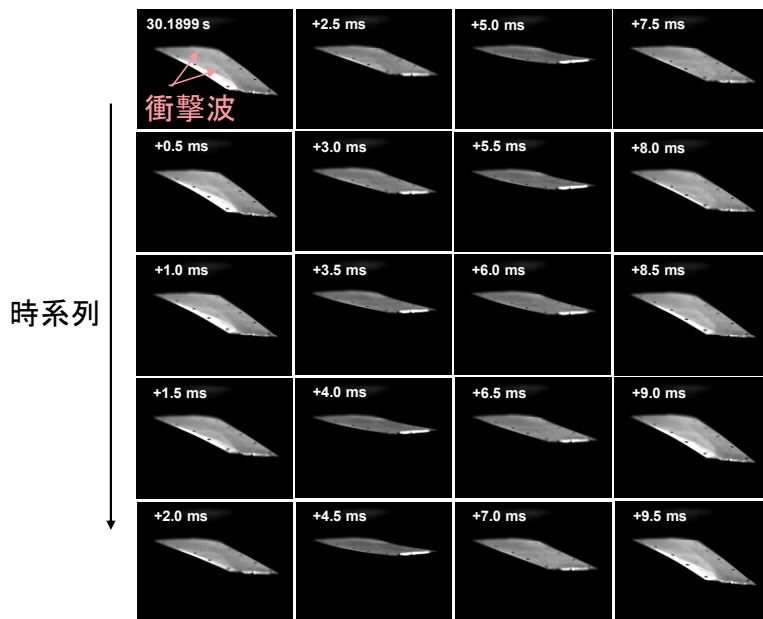 30.1899 s
衝撃波
+0.5 ms
+1.0 ms
+1.5 ms
+2.0 ms
+2.5 ms
+3.0 ms
+3.5 ms
+4.0 ms
+4.5 ms
+5.0 ms
+5.5 ms
+6.0 ms
+6.5 ms
+7.0 ms
+7.5 ms
+8.0 ms
+8.5 ms
+9.0 ms
+9.5 ms
時系列